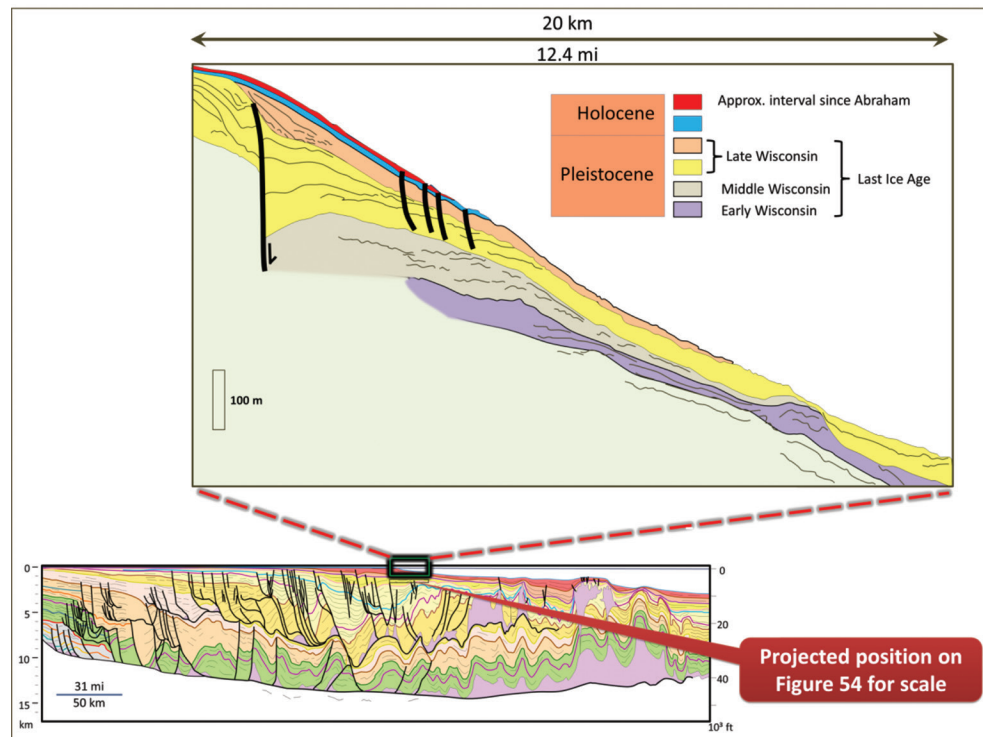 20 km
12.4 mi
Approx. interval since Abraham
Holocene
Late Wisconsin
Pleistocene
Last Ice Age
Middle Wisconsin
Early Wisconsin
100 m
0
0
5
20
10
40
15
km
31 mi
50 km
10³ ft
Projected position on
Figure 54 for scale